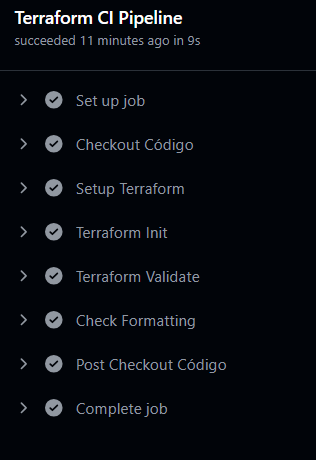 Terraform CI Pipeline
succeeded 11 minutes ago in 9s
Set up job
Checkout Código
Setup Terraform
Terraform Init
Terraform Validate
Check Formatting
Post Checkout Código
Complete job